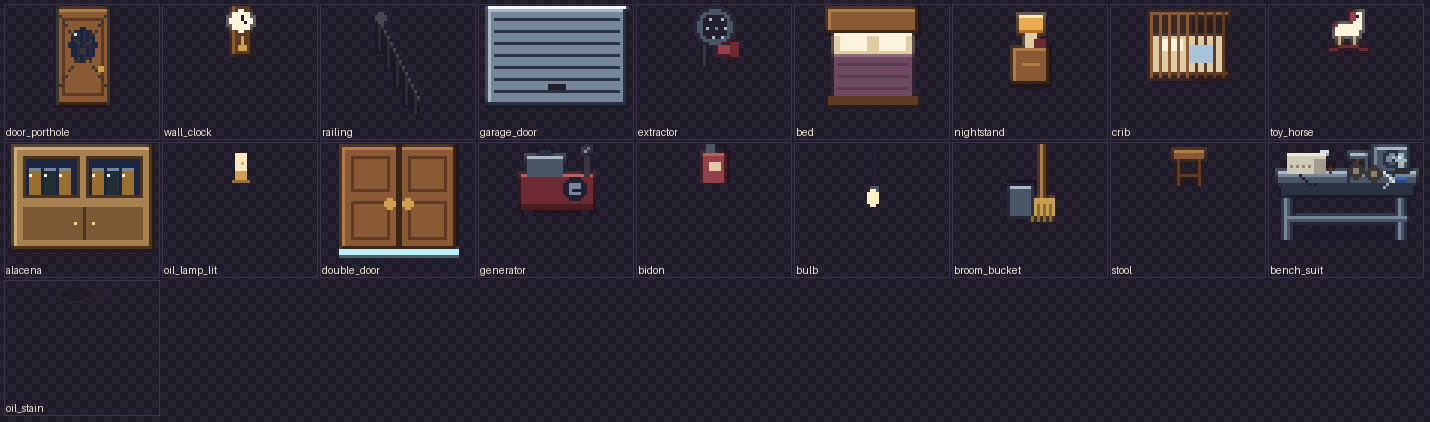 door_porthole
wall_clock
railing
garage_door
extractor
bed
nightstand
crib
toy_horse
alacena
oil_lamp_lit
double_door
generator
bidon
bulb
broom_bucket
stool
bench_suit
oil_stain